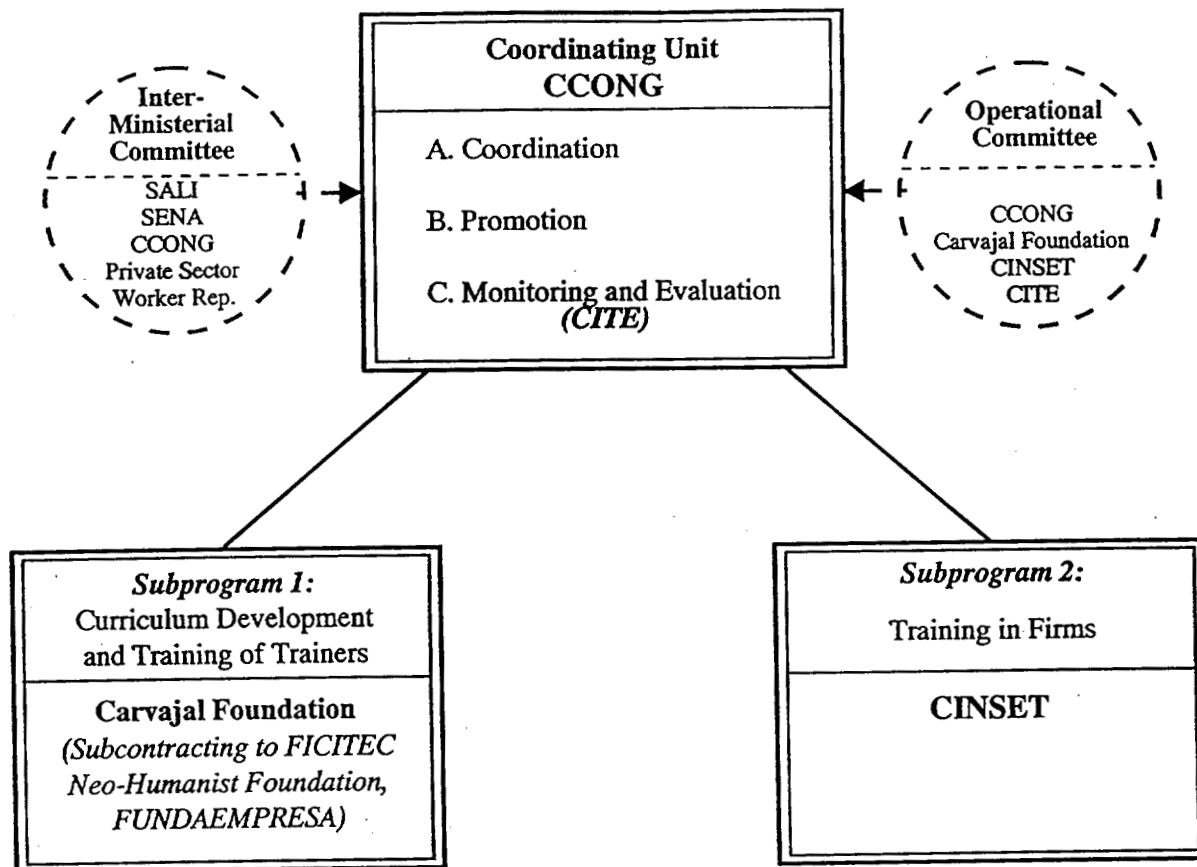 Coordinating Unit
CCONG
A. Coordination
B. Promotion
C. Monitoring and Evaluation
(CITE)
Inter-
Ministerial
Committee
SALI
SENA
CCONG
Private Sector
Worker Rep.
Operational
Committee
CCONG
Carvajal Foundation
CINSET
CITE
Subprogram 1:
Curriculum Development
and Training of Trainers
Carvajal Foundation
(Subcontracting to FICITEC
Neo-Humanist Foundation,
FUNDAEMPRESA)
Subprogram 2:
Training in Firms
CINSET